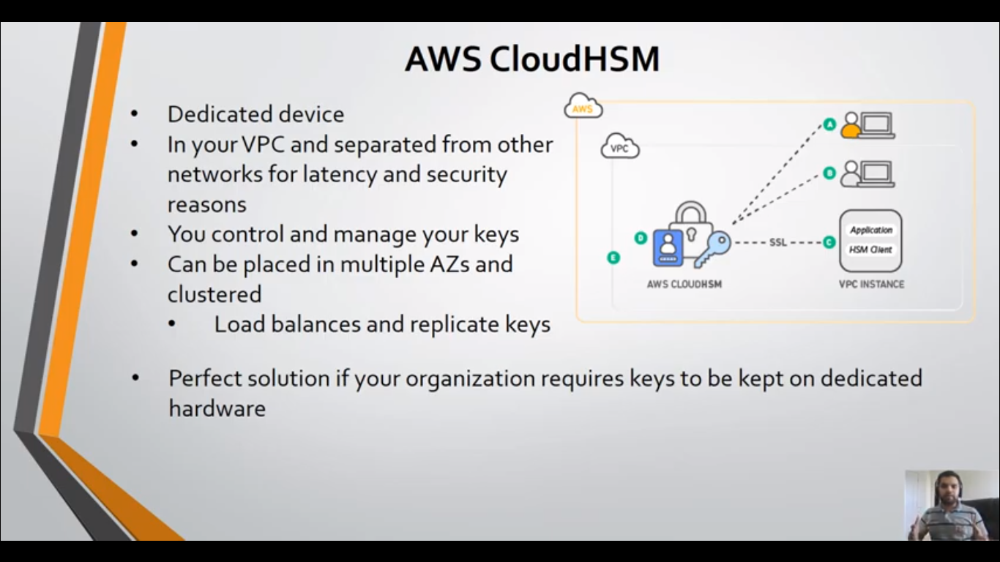 AWS CloudHSM
• Dedicated device
• In your VPC and separated from other
networks for latency and security
reasons
• You control and manage your keys
• Can be placed in multiple AZs and
clustered
• Load balances and replicate keys
• Perfect solution if your organization requires keys to be kept on dedicated
hardware
AWS
VPC
A
B
C
D
E
SSL
Application
HSM Client
AWS CLOUDHSM
VPC INSTANCE